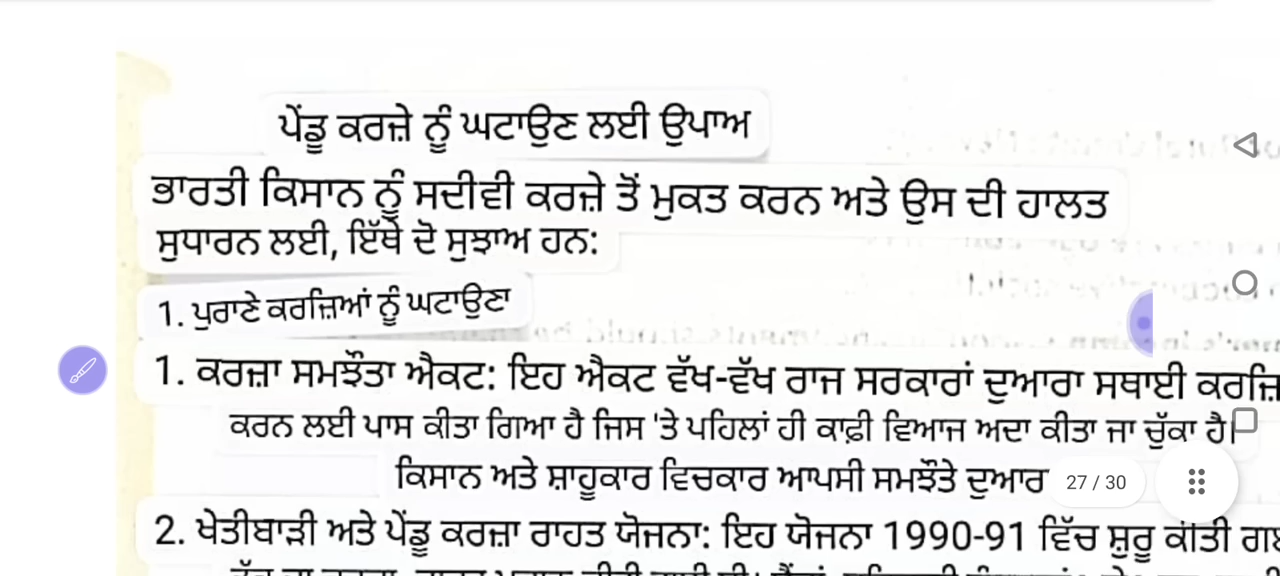 ਪੇਂਡੂ ਕਰਜ਼ੇ ਨੂੰ ਘਟਾਉਣ ਲਈ ਉਪਾਅ
ਭਾਰਤੀ ਕਿਸਾਨ ਨੂੰ ਸਦੀਵੀ ਕਰਜ਼ੇ ਤੋਂ ਮੁਕਤ ਕਰਨ ਅਤੇ ਉਸ ਦੀ ਹਾਲਤ
ਸੁਧਾਰਨ ਲਈ, ਇੱਥੇ ਦੋ ਸੁਝਾਅ ਹਨ:
1. ਪੁਰਾਣੇ ਕਰਜ਼ਿਆਂ ਨੂੰ ਘਟਾਉਣਾ
1. ਕਰਜ਼ਾ ਸਮਝੌਤਾ ਐਕਟ: ਇਹ ਐਕਟ ਵੱਖ-ਵੱਖ ਰਾਜ ਸਰਕਾਰਾਂ ਦੁਆਰਾ ਸਥਾਈ
ਕਰਨ ਲਈ ਪਾਸ ਕੀਤਾ ਗਿਆ ਹੈ ਜਿਸ 'ਤੇ ਪਹਿਲਾਂ ਹੀ ਕਾਫ਼ੀ ਵਿਆਜ ਅਦਾ ਕੀਤਾ ਜਾ ਚੁੱਕਾ ਹੈ।
ਕਿਸਾਨ ਅਤੇ ਸ਼ਾਹੂਕਾਰ ਵਿਚਕਾਰ ਆਪਸੀ ਸਮਝੌਤੇ ਦੁਆਰ
27 / 30
2. ਖੇਤੀਬਾੜੀ ਅਤੇ ਪੇਂਡੂ ਕਰਜ਼ਾ ਰਾਹਤ ਯੋਜਨਾ: ਇਹ ਯੋਜਨਾ 1990-91 ਵਿੱਚ ਸ਼ੁਰੂ ਕੀਤੀ